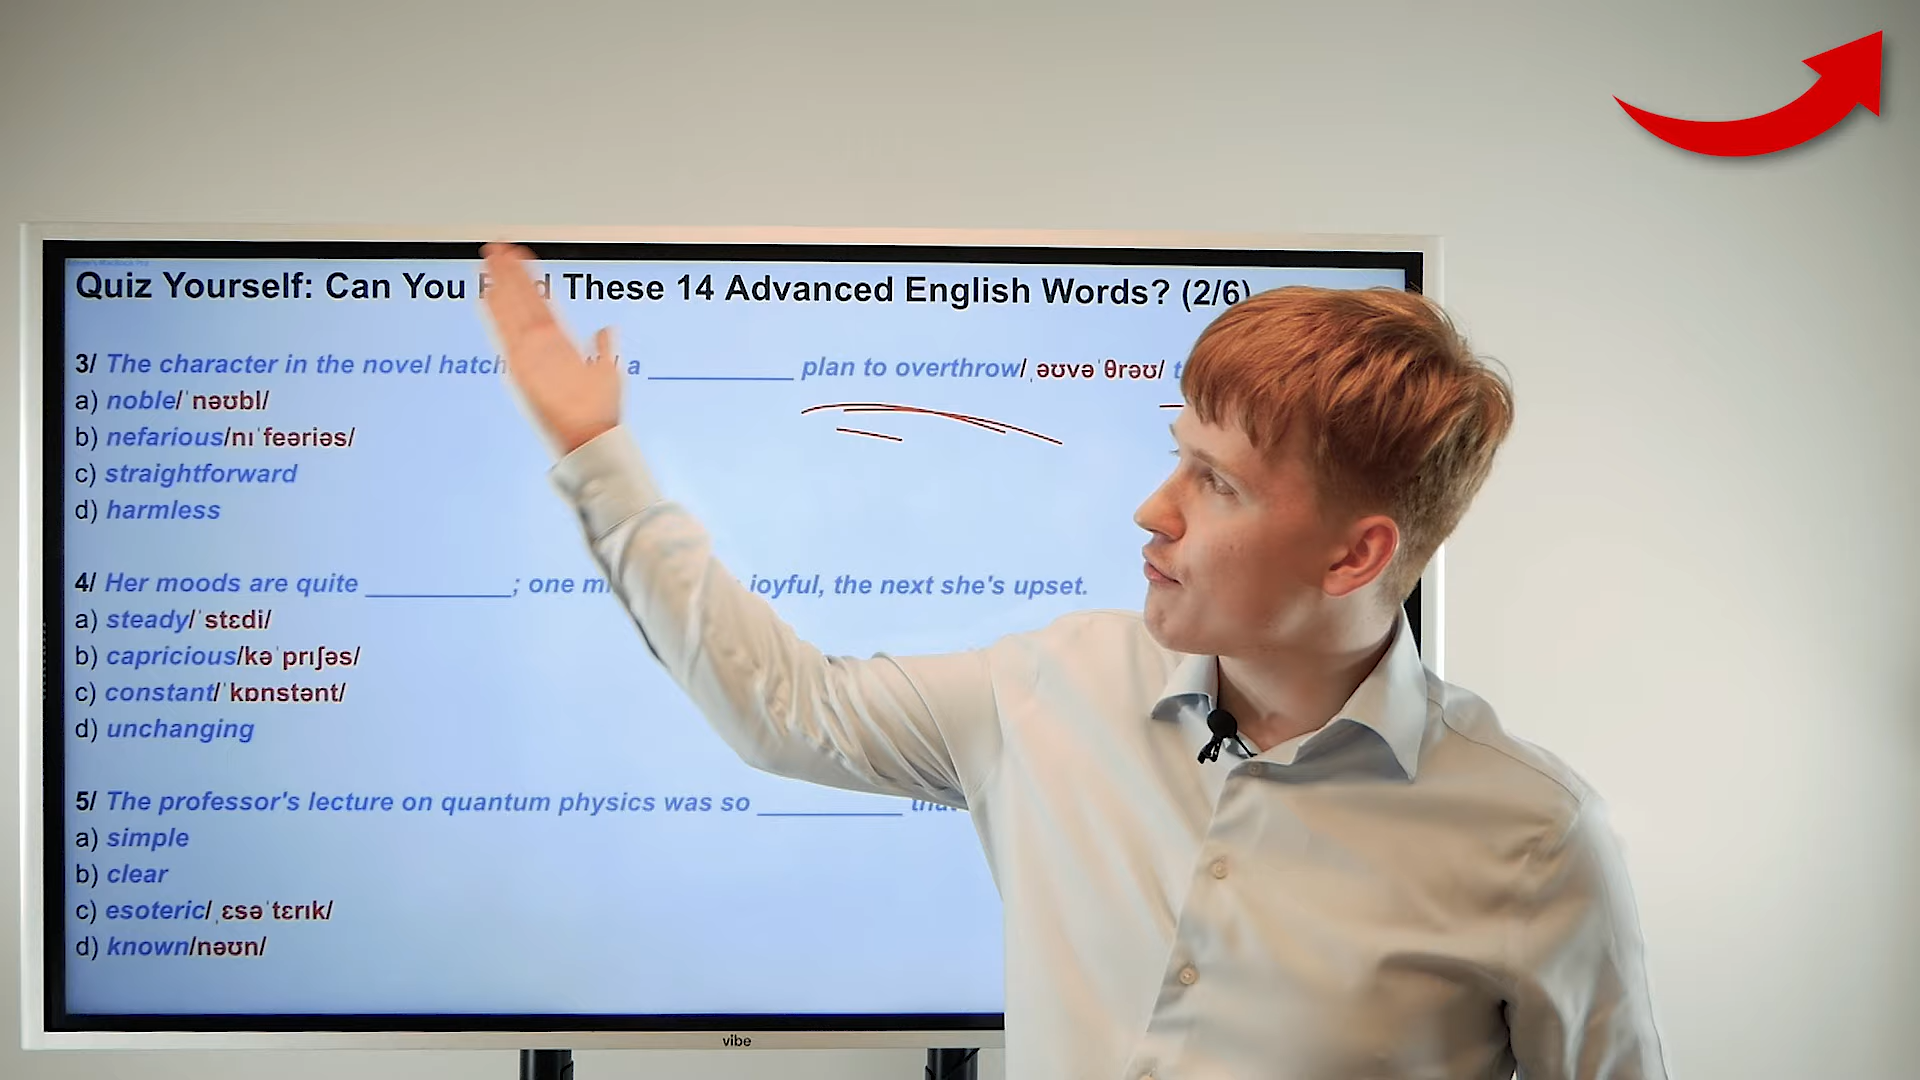 Quiz Yourself: Can You These 14 Advanced English Words? (2/6)
3/ The character in the novel a __________ plan to overthrow/ˌəʊvəˈθrəʊ/
a) noble/ˈnəʊbl/
b) nefarious/nɪˈfeəriəs/
c) straightforward
d) harmless
4/ Her moods are quite __________; one joyful, the next she's upset.
a) steady/ˈstɛdi/
b) capricious/kəˈprɪʃəs/
c) constant/ˈkɒnstənt/
d) unchanging
5/ The professor's lecture on quantum physics was so __________
a) simple
b) clear
c) esoteric/ˌɛsəˈtɛrɪk/
d) known/nəʊn/
vibe